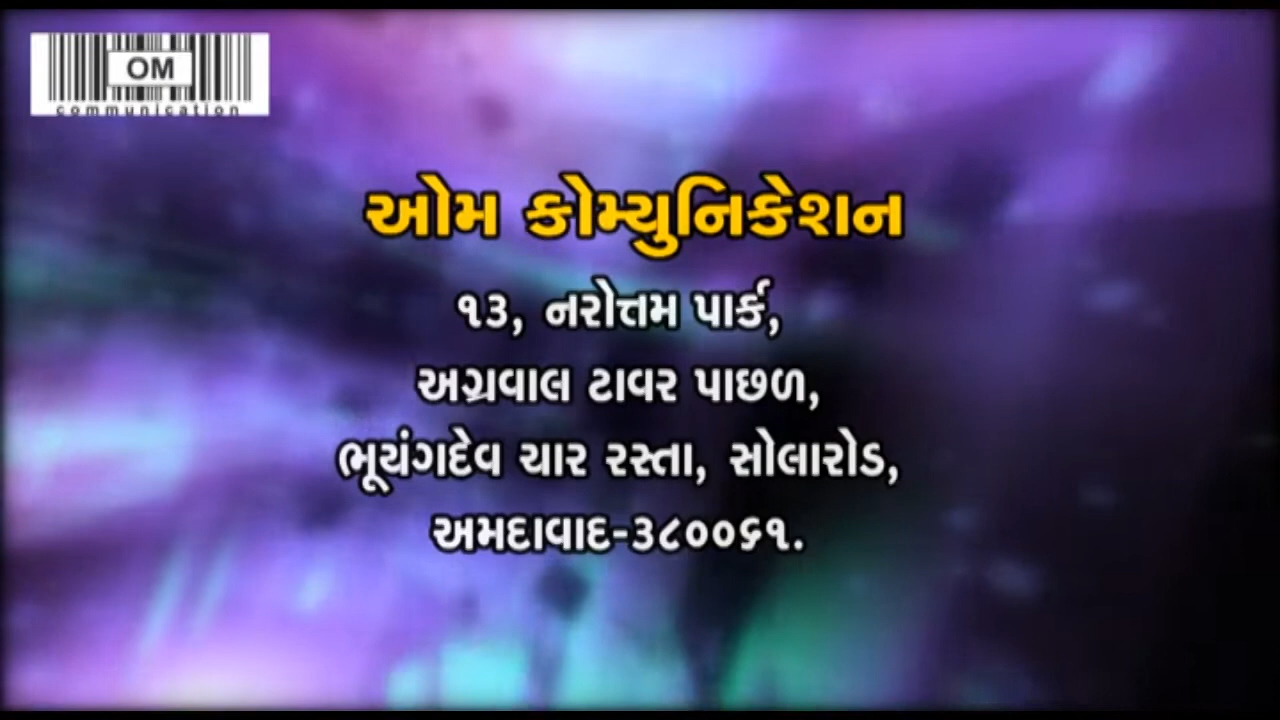 OM
communication
ઓમ કોમ્યુનિકેશન
૧૩, નરોત્તમ પાર્ક,
અગ્રવાલ ટાવર પાછળ,
ભૂયંગદેવ ચાર રસ્તા, સોલારોડ,
અમદાવાદ-૩૮૦૦૬૧.